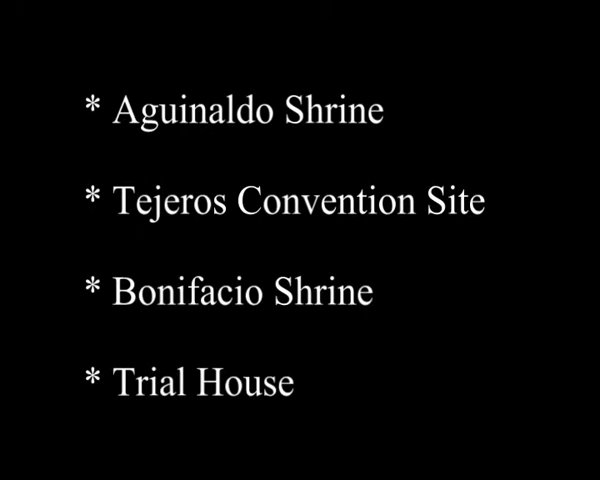 * Aguinaldo Shrine
* Tejeros Convention Site
* Bonifacio Shrine
* Trial House